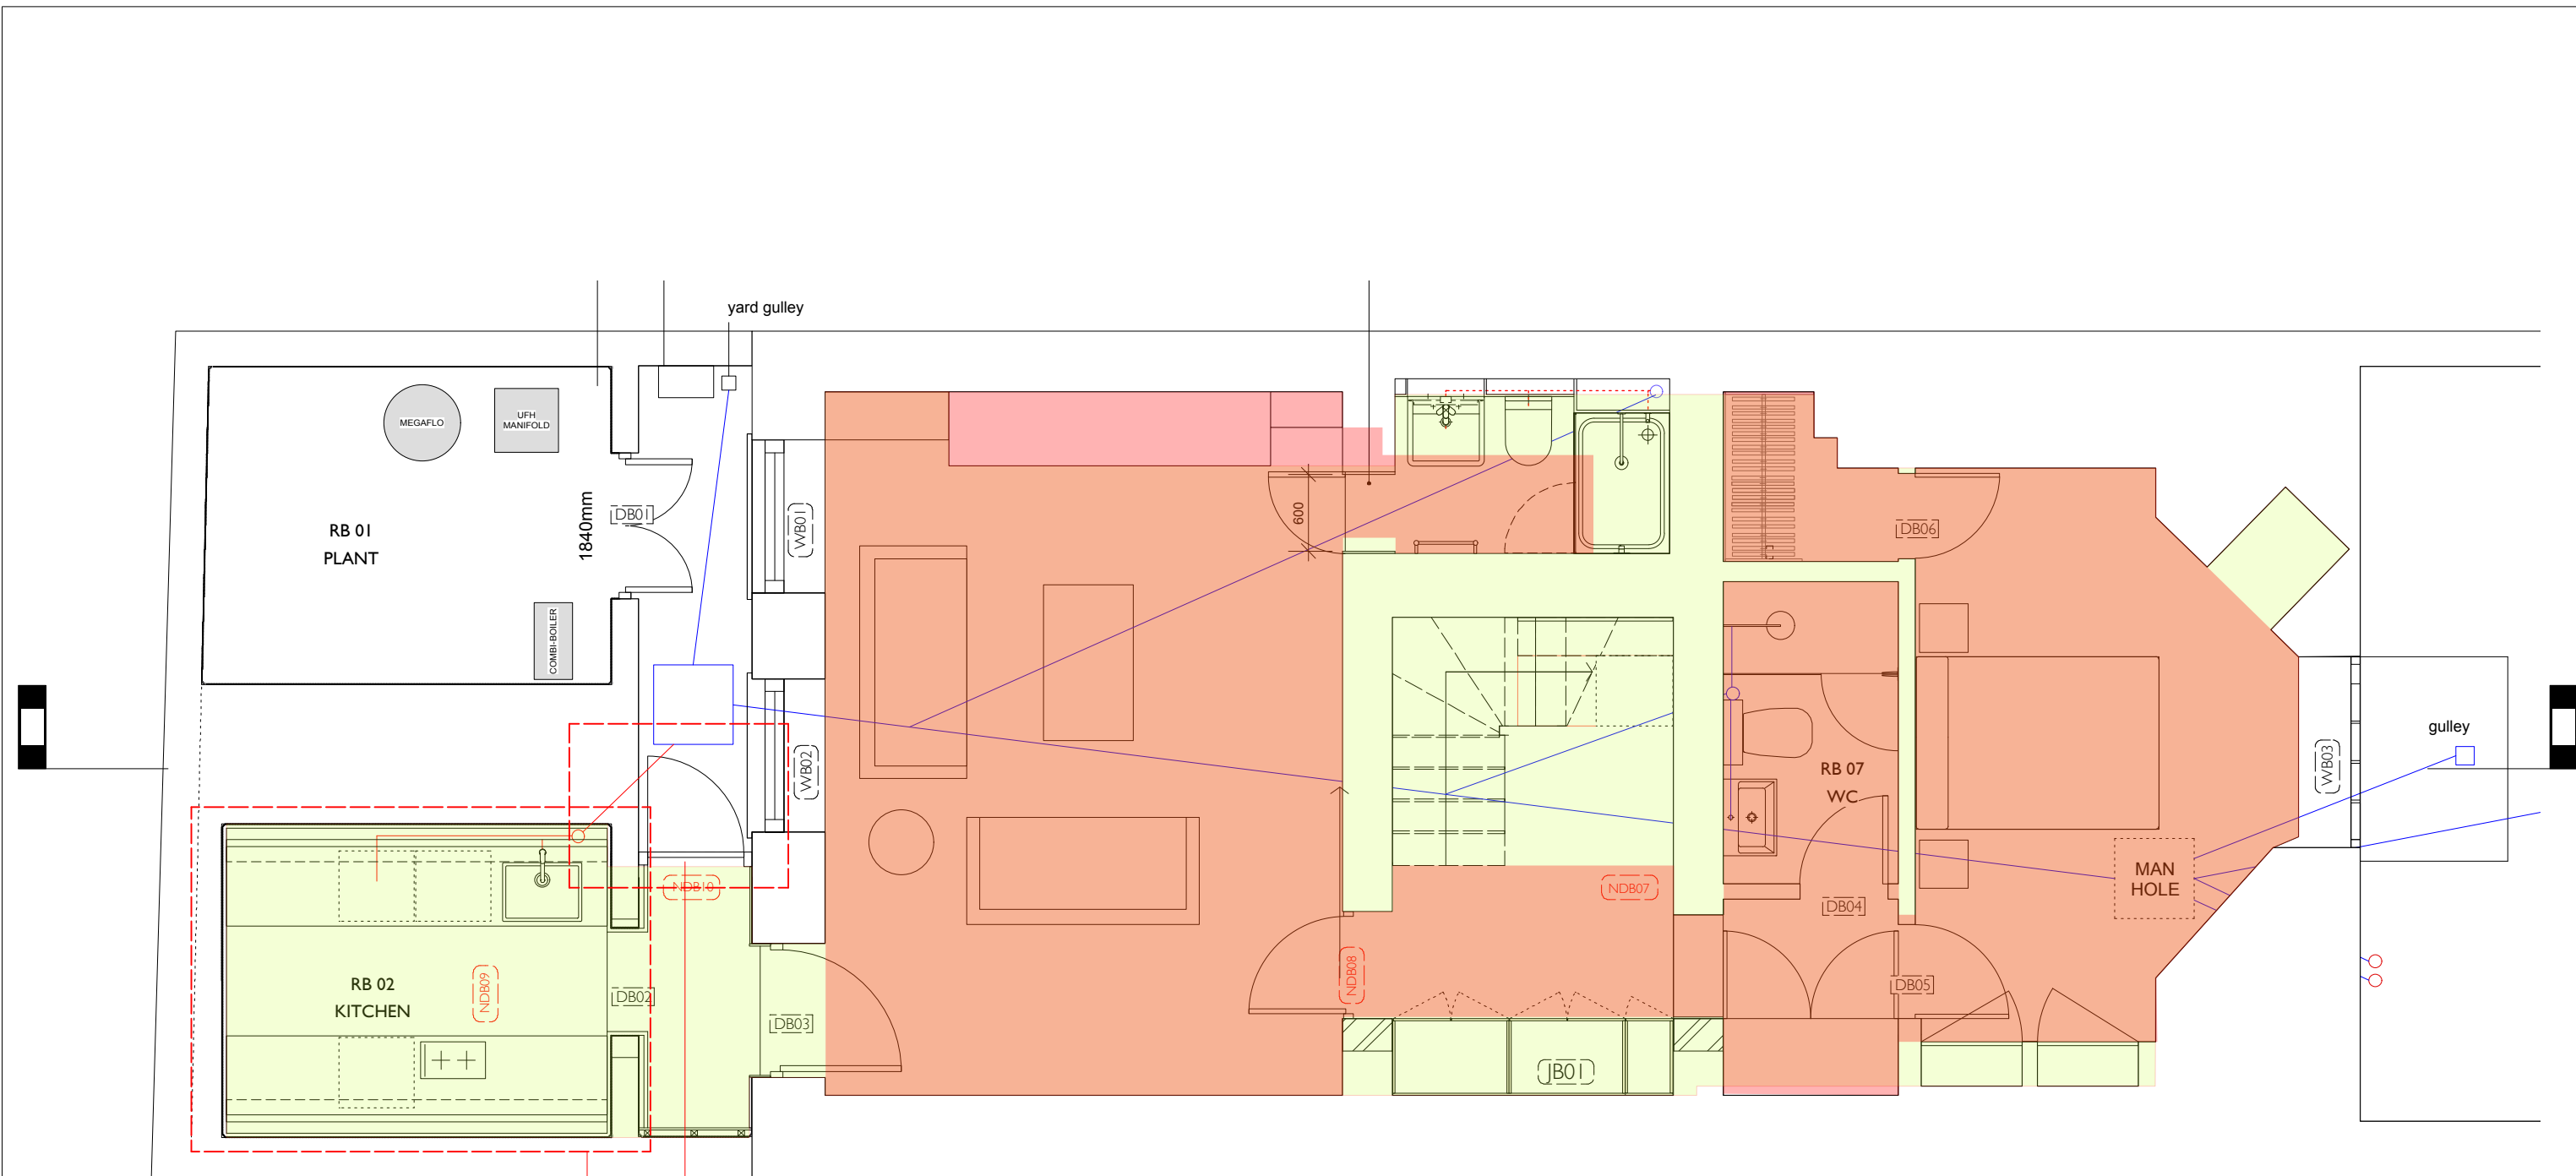 yard gulley
MEGAFLO
UFH
MANIFOLD
1840mm
DB01
WB01
600
RB 01
PLANT
DB06
COMBI-BOILER
gulley
WB02
WB03
RB 07
WC
MAN
HOLE
NDB10
NDB07
DB04
NDB08
RB 02
KITCHEN
NDB09
DB02
DB05
DB03
JB01